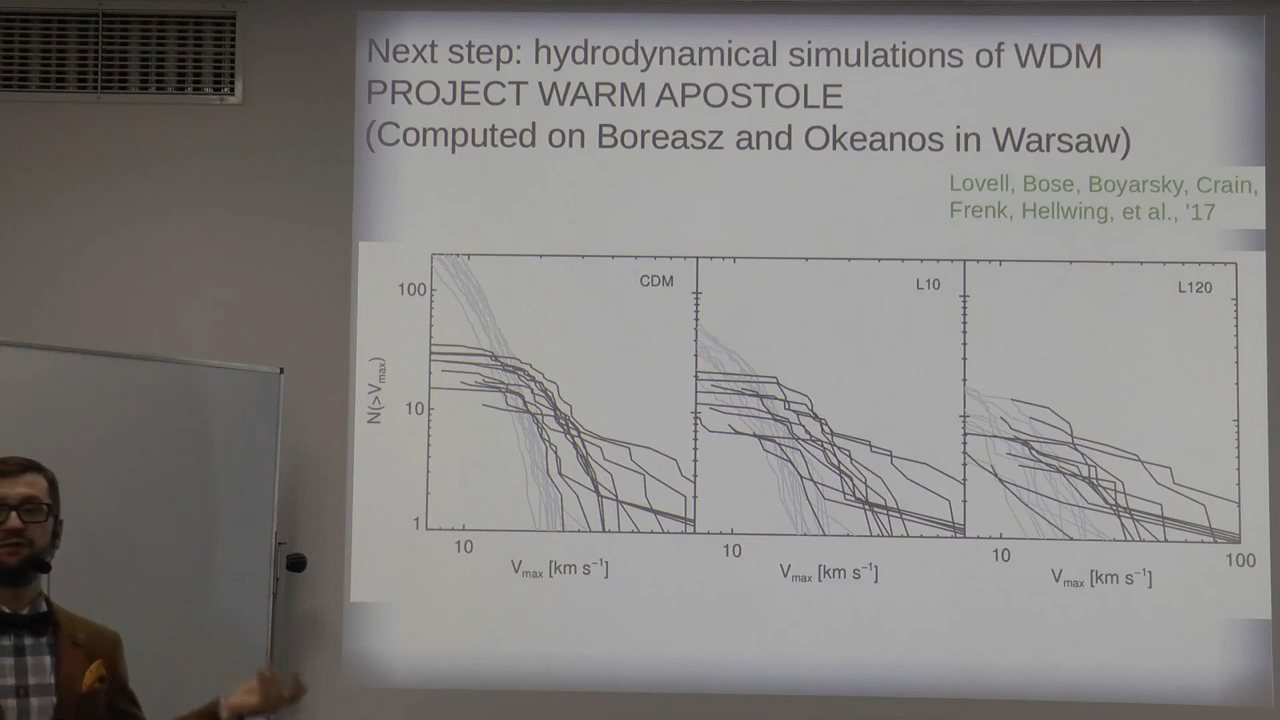 Next step: hydrodynamical simulations of WDM
PROJECT WARM APOSTOLE
(Computed on Boreasz and Okeanos in Warsaw)
Lovell, Bose, Boyarsky, Crain,
Frenk, Hellwing, et al., '17
CDM
L10
L120
100
10
1
N(>Vmax)
10
10
10
100
Vmax [km s⁻¹]
Vmax [km s⁻¹]
Vmax [km s⁻¹]